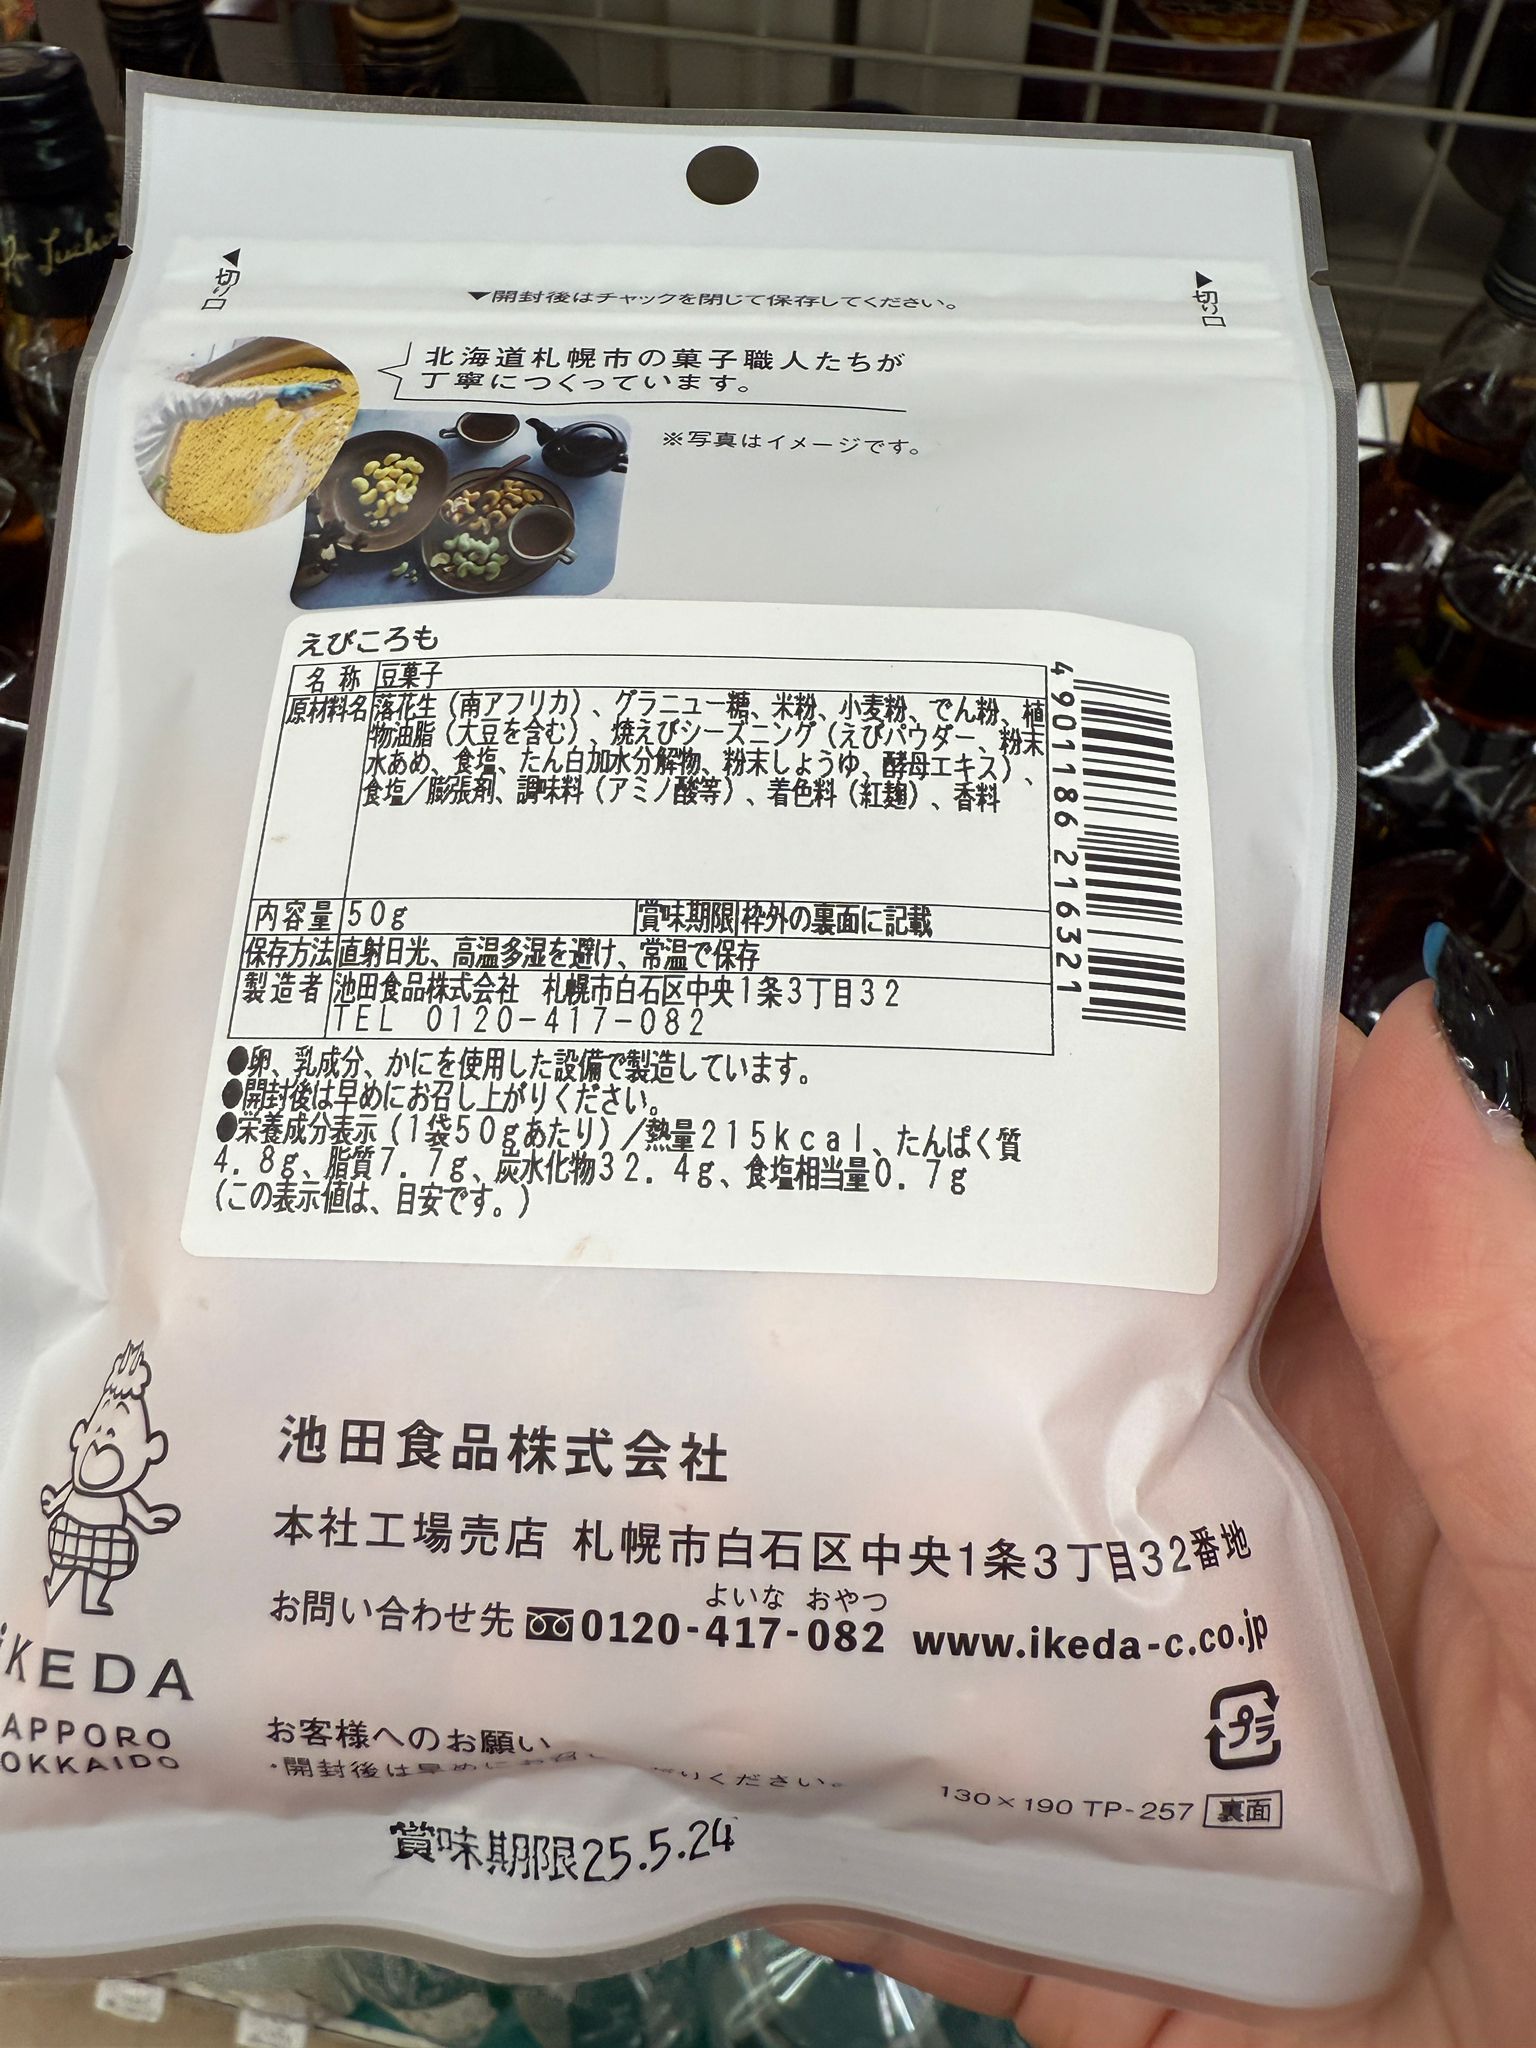 ▼切り口
▼開封後はチャックを閉じて保存してください。
▼切り口
北海道札幌市の菓子職人たちが
丁寧につくっています。
※写真はイメージです。
えびころも
名称 豆菓子
原材料名 落花生（南アフリカ）、グラニュー糖、米粉、小麦粉、でん粉、植
物油脂（大豆を含む）、焼えびシーズニング（えびパウダー、粉末
水あめ、食塩、たん白加水分解物、粉末しょうゆ、酵母エキス）、
食塩／膨張剤、調味料（アミノ酸等）、着色料（紅麹）、香料
内容量 50g 賞味期限 枠外の裏面に記載
保存方法 直射日光、高温多湿を避け、常温で保存
製造者 池田食品株式会社 札幌市白石区中央1条3丁目32
TEL 0120-417-082
4901186216321
●卵、乳成分、かにを使用した設備で製造しています。
●開封後は早めにお召し上がりください。
●栄養成分表示（1袋50gあたり）／熱量215kcal、たんぱく質
4.8g、脂質7.7g、炭水化物32.4g、食塩相当量0.7g
（この表示値は、目安です。）
池田食品株式会社
本社工場売店 札幌市白石区中央1条3丁目32番地
よいな おやつ
お問い合わせ先 0120-417-082 www.ikeda-c.co.jp
iKEDA
APPORO
OKKAIDO
プラ
お客様へのお願い
・開封後は早めにお召し ください。
130×190 TP-257 裏面
賞味期限25.5.24